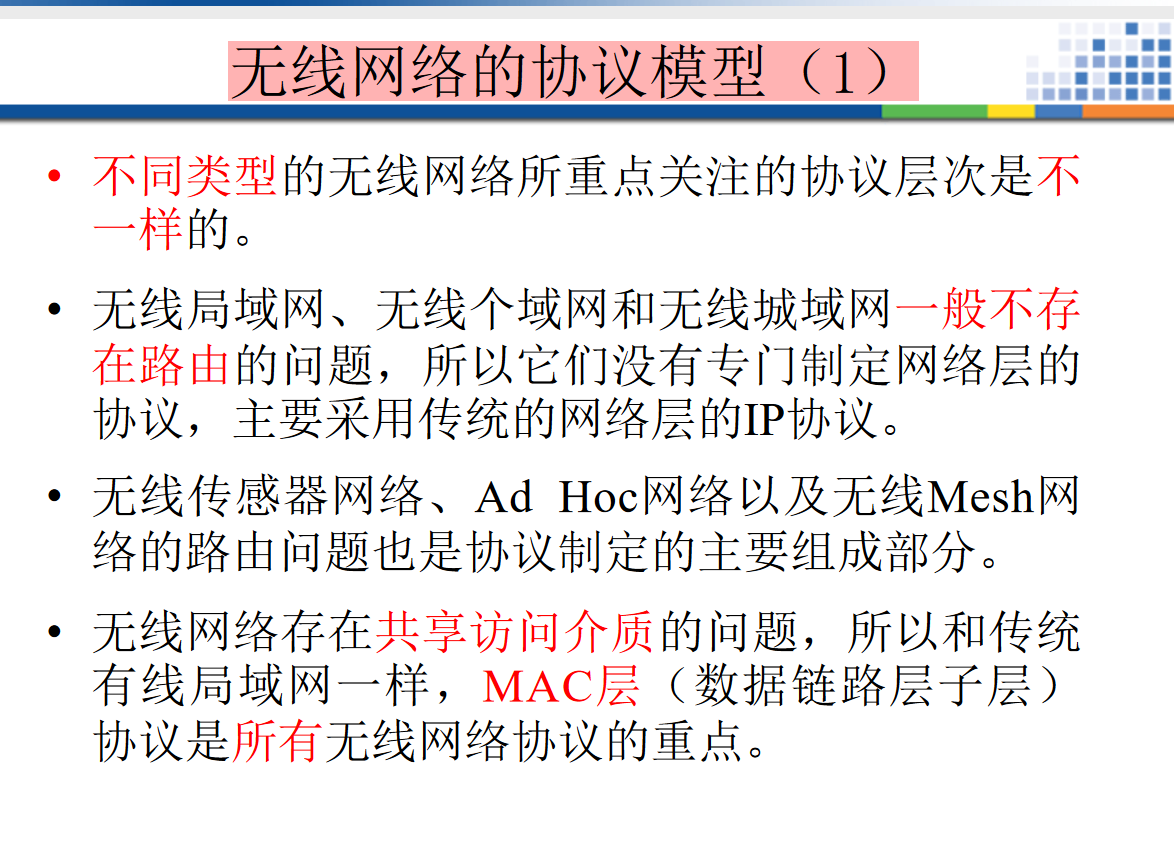 无线网络的协议模型（1）
• 不同类型的无线网络所重点关注的协议层次是不
一样的。
• 无线局域网、无线个域网和无线城域网一般不存
在路由的问题，所以它们没有专门制定网络层的
协议，主要采用传统的网络层的IP协议。
• 无线传感器网络、Ad Hoc网络以及无线Mesh网
络的路由问题也是协议制定的主要组成部分。
• 无线网络存在共享访问介质的问题，所以和传统
有线局域网一样，MAC层（数据链路层子层）
协议是所有无线网络协议的重点。